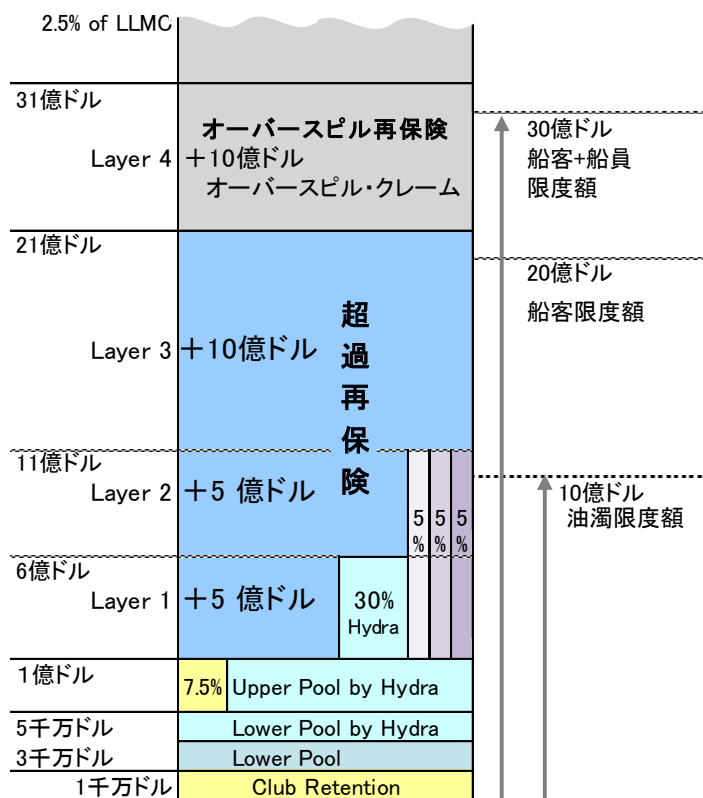 2.5% of LLMC
31億ドル
Layer 4
オーバースピル再保険
＋10億ドル
オーバースピル・クレーム
30億ドル
船客+船員
限度額
21億ドル
20億ドル
船客限度額
Layer 3
＋10億ドル
超過再保険
11億ドル
Layer 2
＋5 億ドル
5%
5%
5%
10億ドル
油濁限度額
6億ドル
Layer 1
＋5 億ドル
30%
Hydra
1億ドル
7.5%
Upper Pool by Hydra
5千万ドル
Lower Pool by Hydra
3千万ドル
Lower Pool
1千万ドル
Club Retention